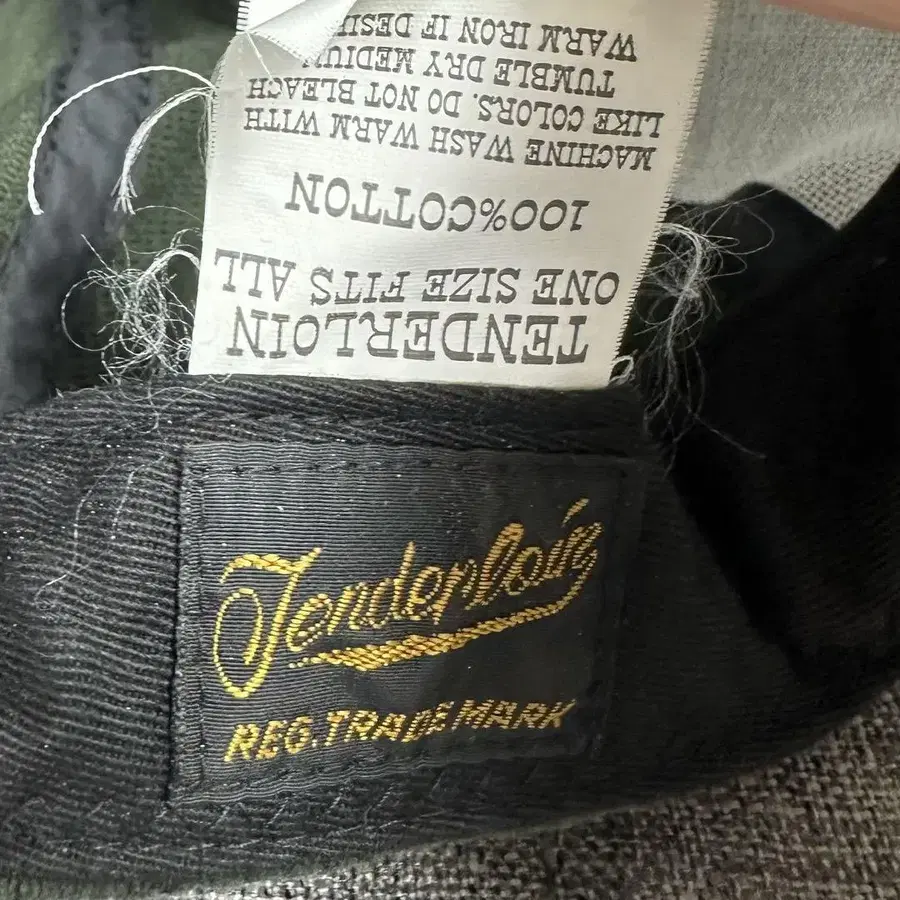 TENDERLOIN
ONE SIZE FITS ALL
100%COTTON
MACHINE WASH WARM WITH
LIKE COLORS. DO NOT BLEACH
TUMBLE DRY MEDIUM
WARM IRON IF
Tenderloin
REG. TRADE MARK